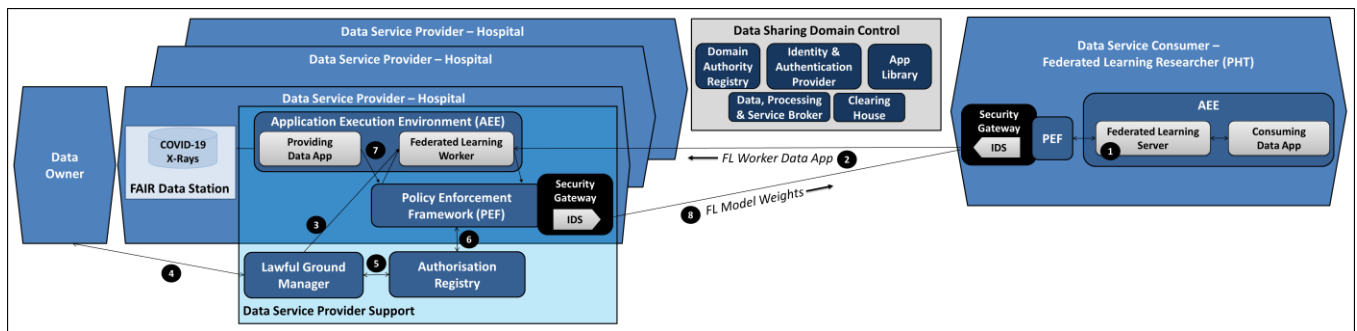 Data Service Provider – Hospital
Data Service Provider – Hospital
Data Service Provider – Hospital
Data
Owner
COVID-19
X-Rays
FAIR Data Station
Application Execution Environment (AEE)
Providing
Data App
7
Federated Learning
Worker
Policy Enforcement
Framework (PEF)
Security
Gateway
IDS
3
6
4
Lawful Ground
Manager
5
Authorisation
Registry
Data Service Provider Support
Data Sharing Domain Control
Domain
Authority
Registry
Identity &
Authentication
Provider
App
Library
Data, Processing
& Service Broker
Clearing
House
FL Worker Data App
2
8
FL Model Weights
Data Service Consumer –
Federated Learning Researcher (PHT)
Security
Gateway
IDS
PEF
AEE
1
Federated Learning
Server
Consuming
Data App